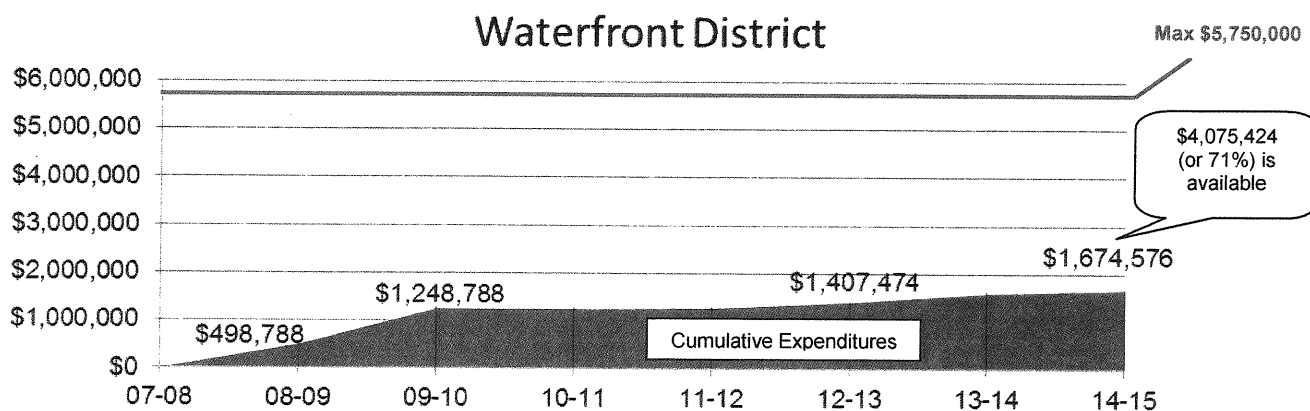 Waterfront District
Max $5,750,000
$6,000,000
$5,000,000
$4,000,000
$3,000,000
$2,000,000
$1,000,000
$0
$4,075,424
(or 71%) is
available
$498,788
$1,248,788
$1,407,474
$1,674,576
Cumulative Expenditures
07-08 08-09 09-10 10-11 11-12 12-13 13-14 14-15